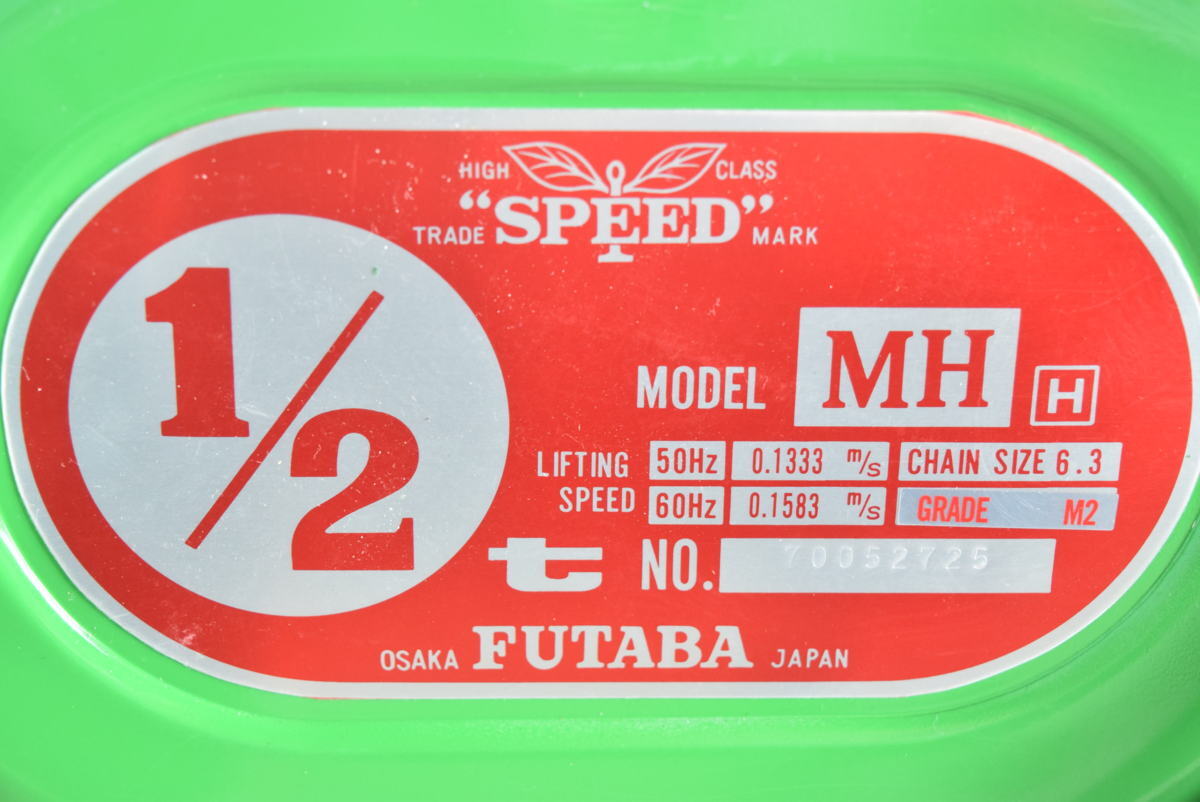 HIGH CLASS
TRADE “SPEED” MARK
1/2 t
MODEL MH H
LIFTING SPEED
50Hz 0.1333 m/s CHAIN SIZE 6.3
60Hz 0.1583 m/s GRADE M2
NO. 70052725
OSAKA FUTABA JAPAN